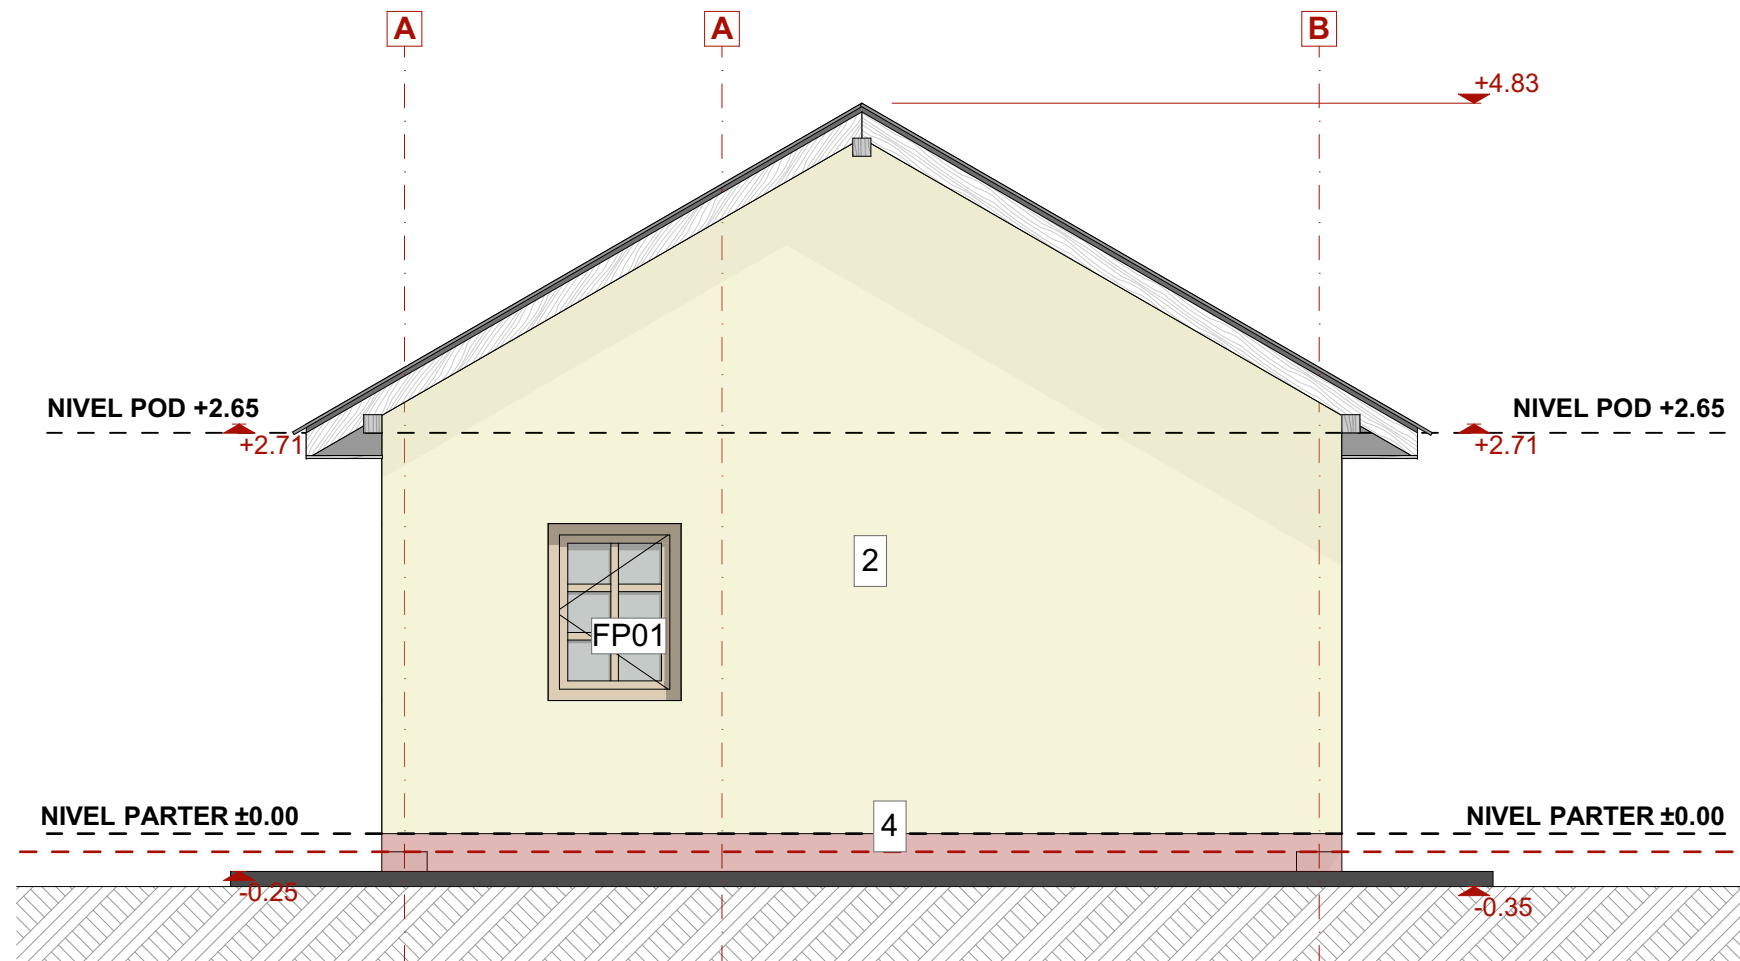 A A B
+4.83
NIVEL POD +2.65 NIVEL POD +2.65
+2.71 +2.71
2
FP01
NIVEL PARTER ±0.00 4 NIVEL PARTER ±0.00
-0.25 -0.35